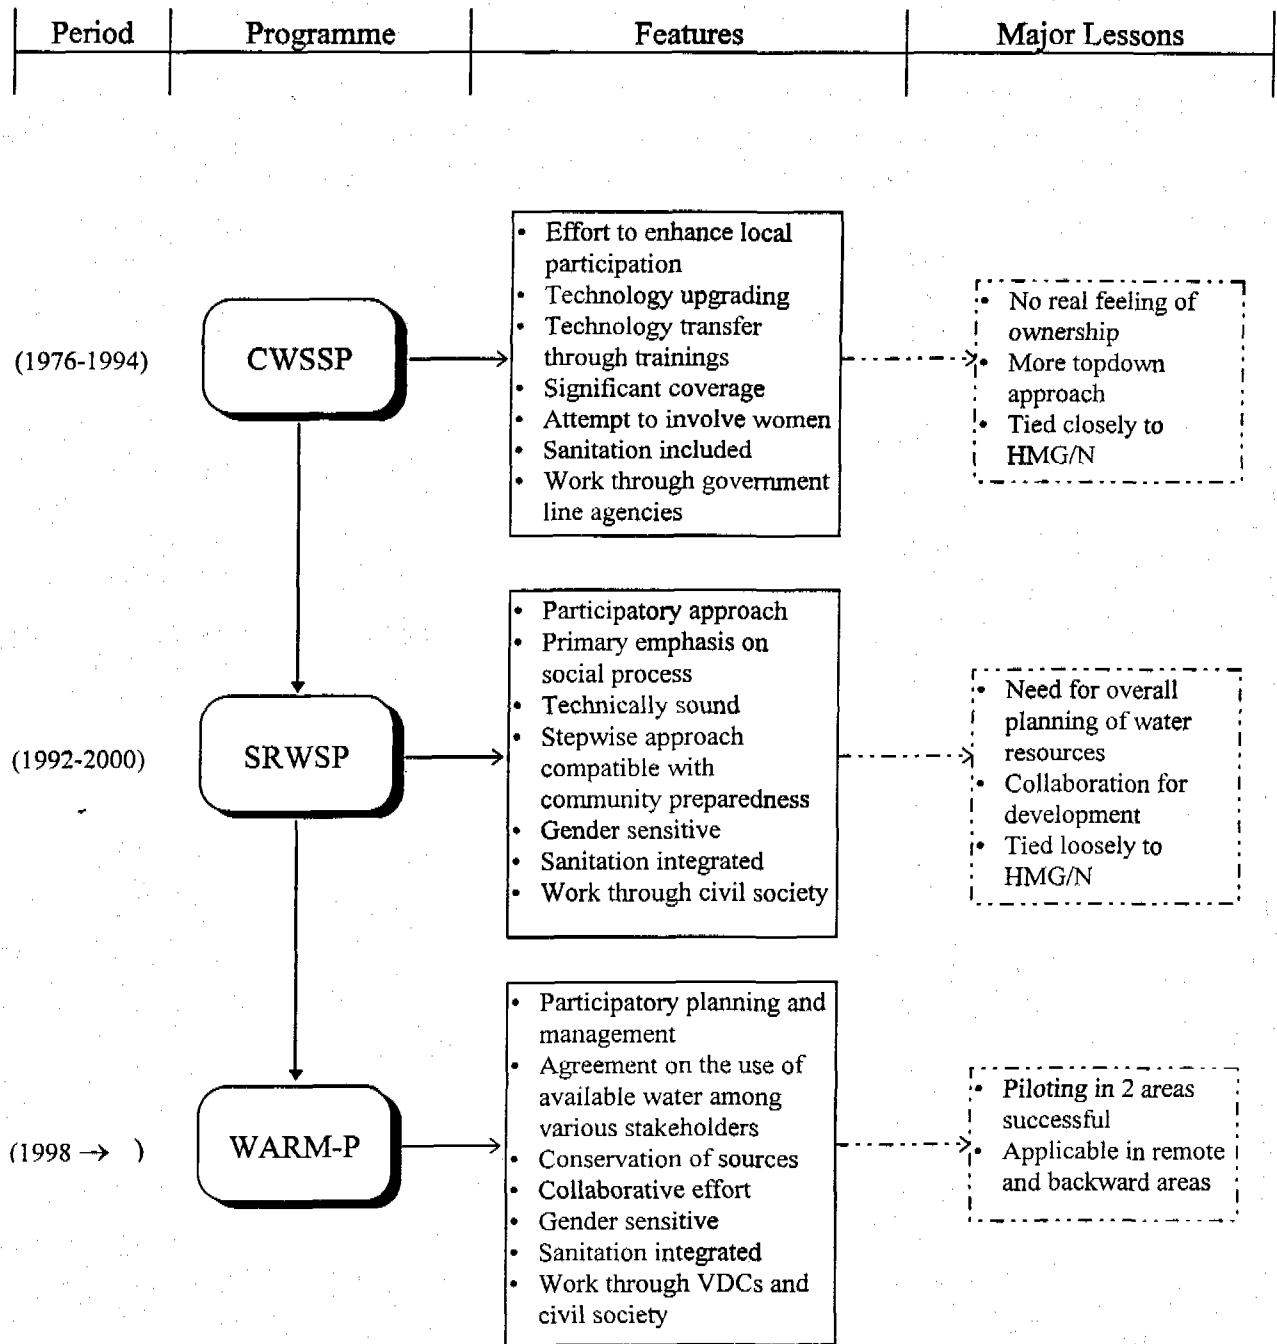 Period Programme Features Major Lessons
(1976-1994)
CWSSP
• Effort to enhance local
participation
• Technology upgrading
• Technology transfer
through trainings
• Significant coverage
• Attempt to involve women
• Sanitation included
• Work through government
line agencies
• No real feeling of
ownership
• More topdown
approach
• Tied closely to
HMG/N
(1992-2000)
SRWSP
• Participatory approach
• Primary emphasis on
social process
• Technically sound
• Stepwise approach
compatible with
community preparedness
• Gender sensitive
• Sanitation integrated
• Work through civil society
• Need for overall
planning of water
resources
• Collaboration for
development
• Tied loosely to
HMG/N
(1998 → )
WARM-P
• Participatory planning and
management
• Agreement on the use of
available water among
various stakeholders
• Conservation of sources
• Collaborative effort
• Gender sensitive
• Sanitation integrated
• Work through VDCs and
civil society
• Piloting in 2 areas
successful
• Applicable in remote
and backward areas